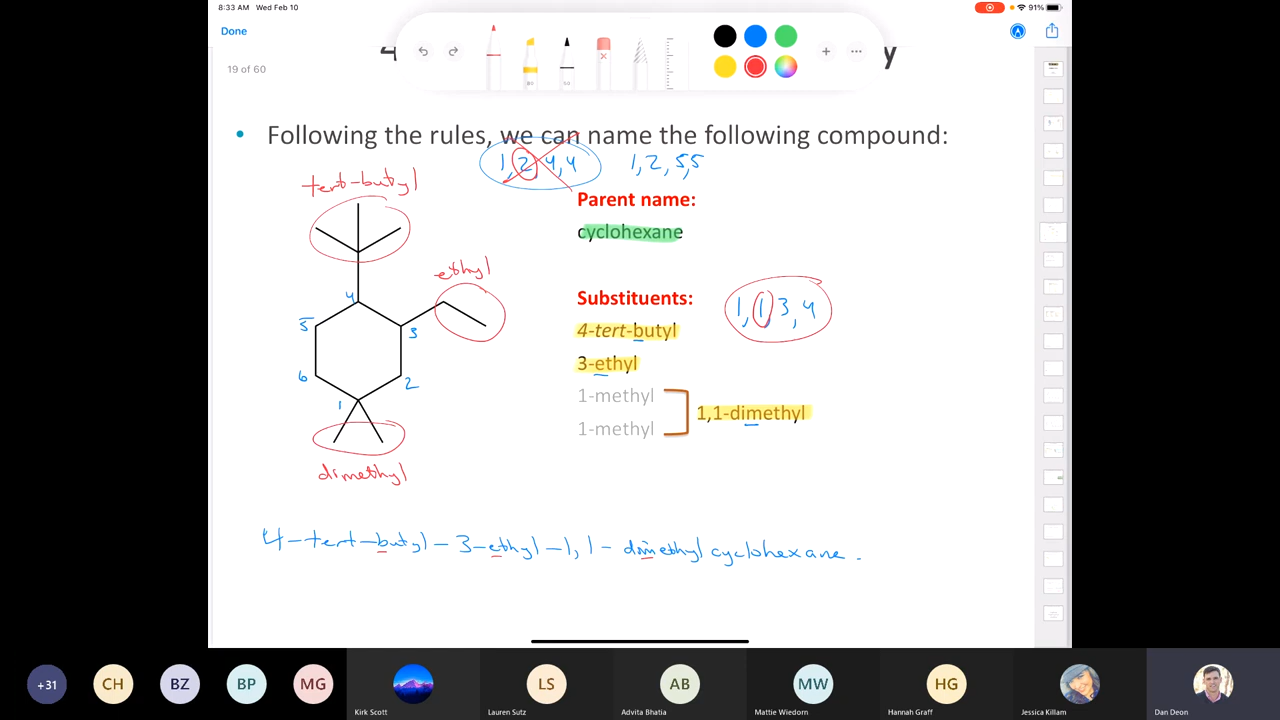 8:33 AM Wed Feb 10
91%
Done
19 of 60
4
y
Following the rules, we can name the following compound:
1, 2, 4, 4
1, 2, 5, 5
tert-butyl
Parent name:
cyclohexane
ethyl
Substituents:
1, 1, 3, 4
4
5
3
4-tert-butyl
3-ethyl
6
2
1-methyl
1
1,1-dimethyl
1-methyl
dimethyl
4-tert-butyl-3-ethyl-1,1-dimethylcyclohexane.
+31
CH
BZ
BP
MG
LS
AB
MW
HG
Kirk Scott
Lauren Sutz
Advita Bhatia
Mattie Wiedorn
Hannah Graff
Jessica Killam
Dan Deon